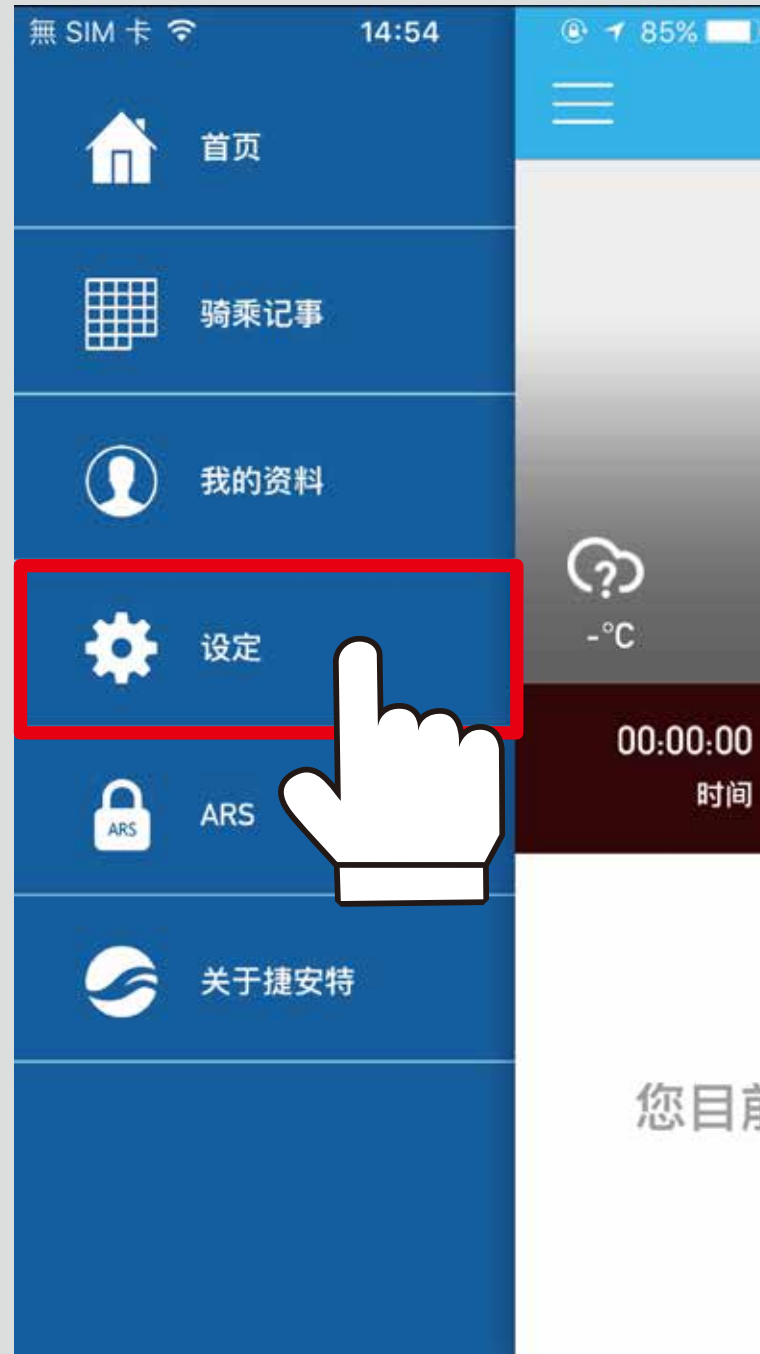 無 SIM 卡 14:54 85%
首页
骑乘记事
我的资料
设定
-°C
00:00:00
时间
ARS
ARS
关于捷安特
您目前